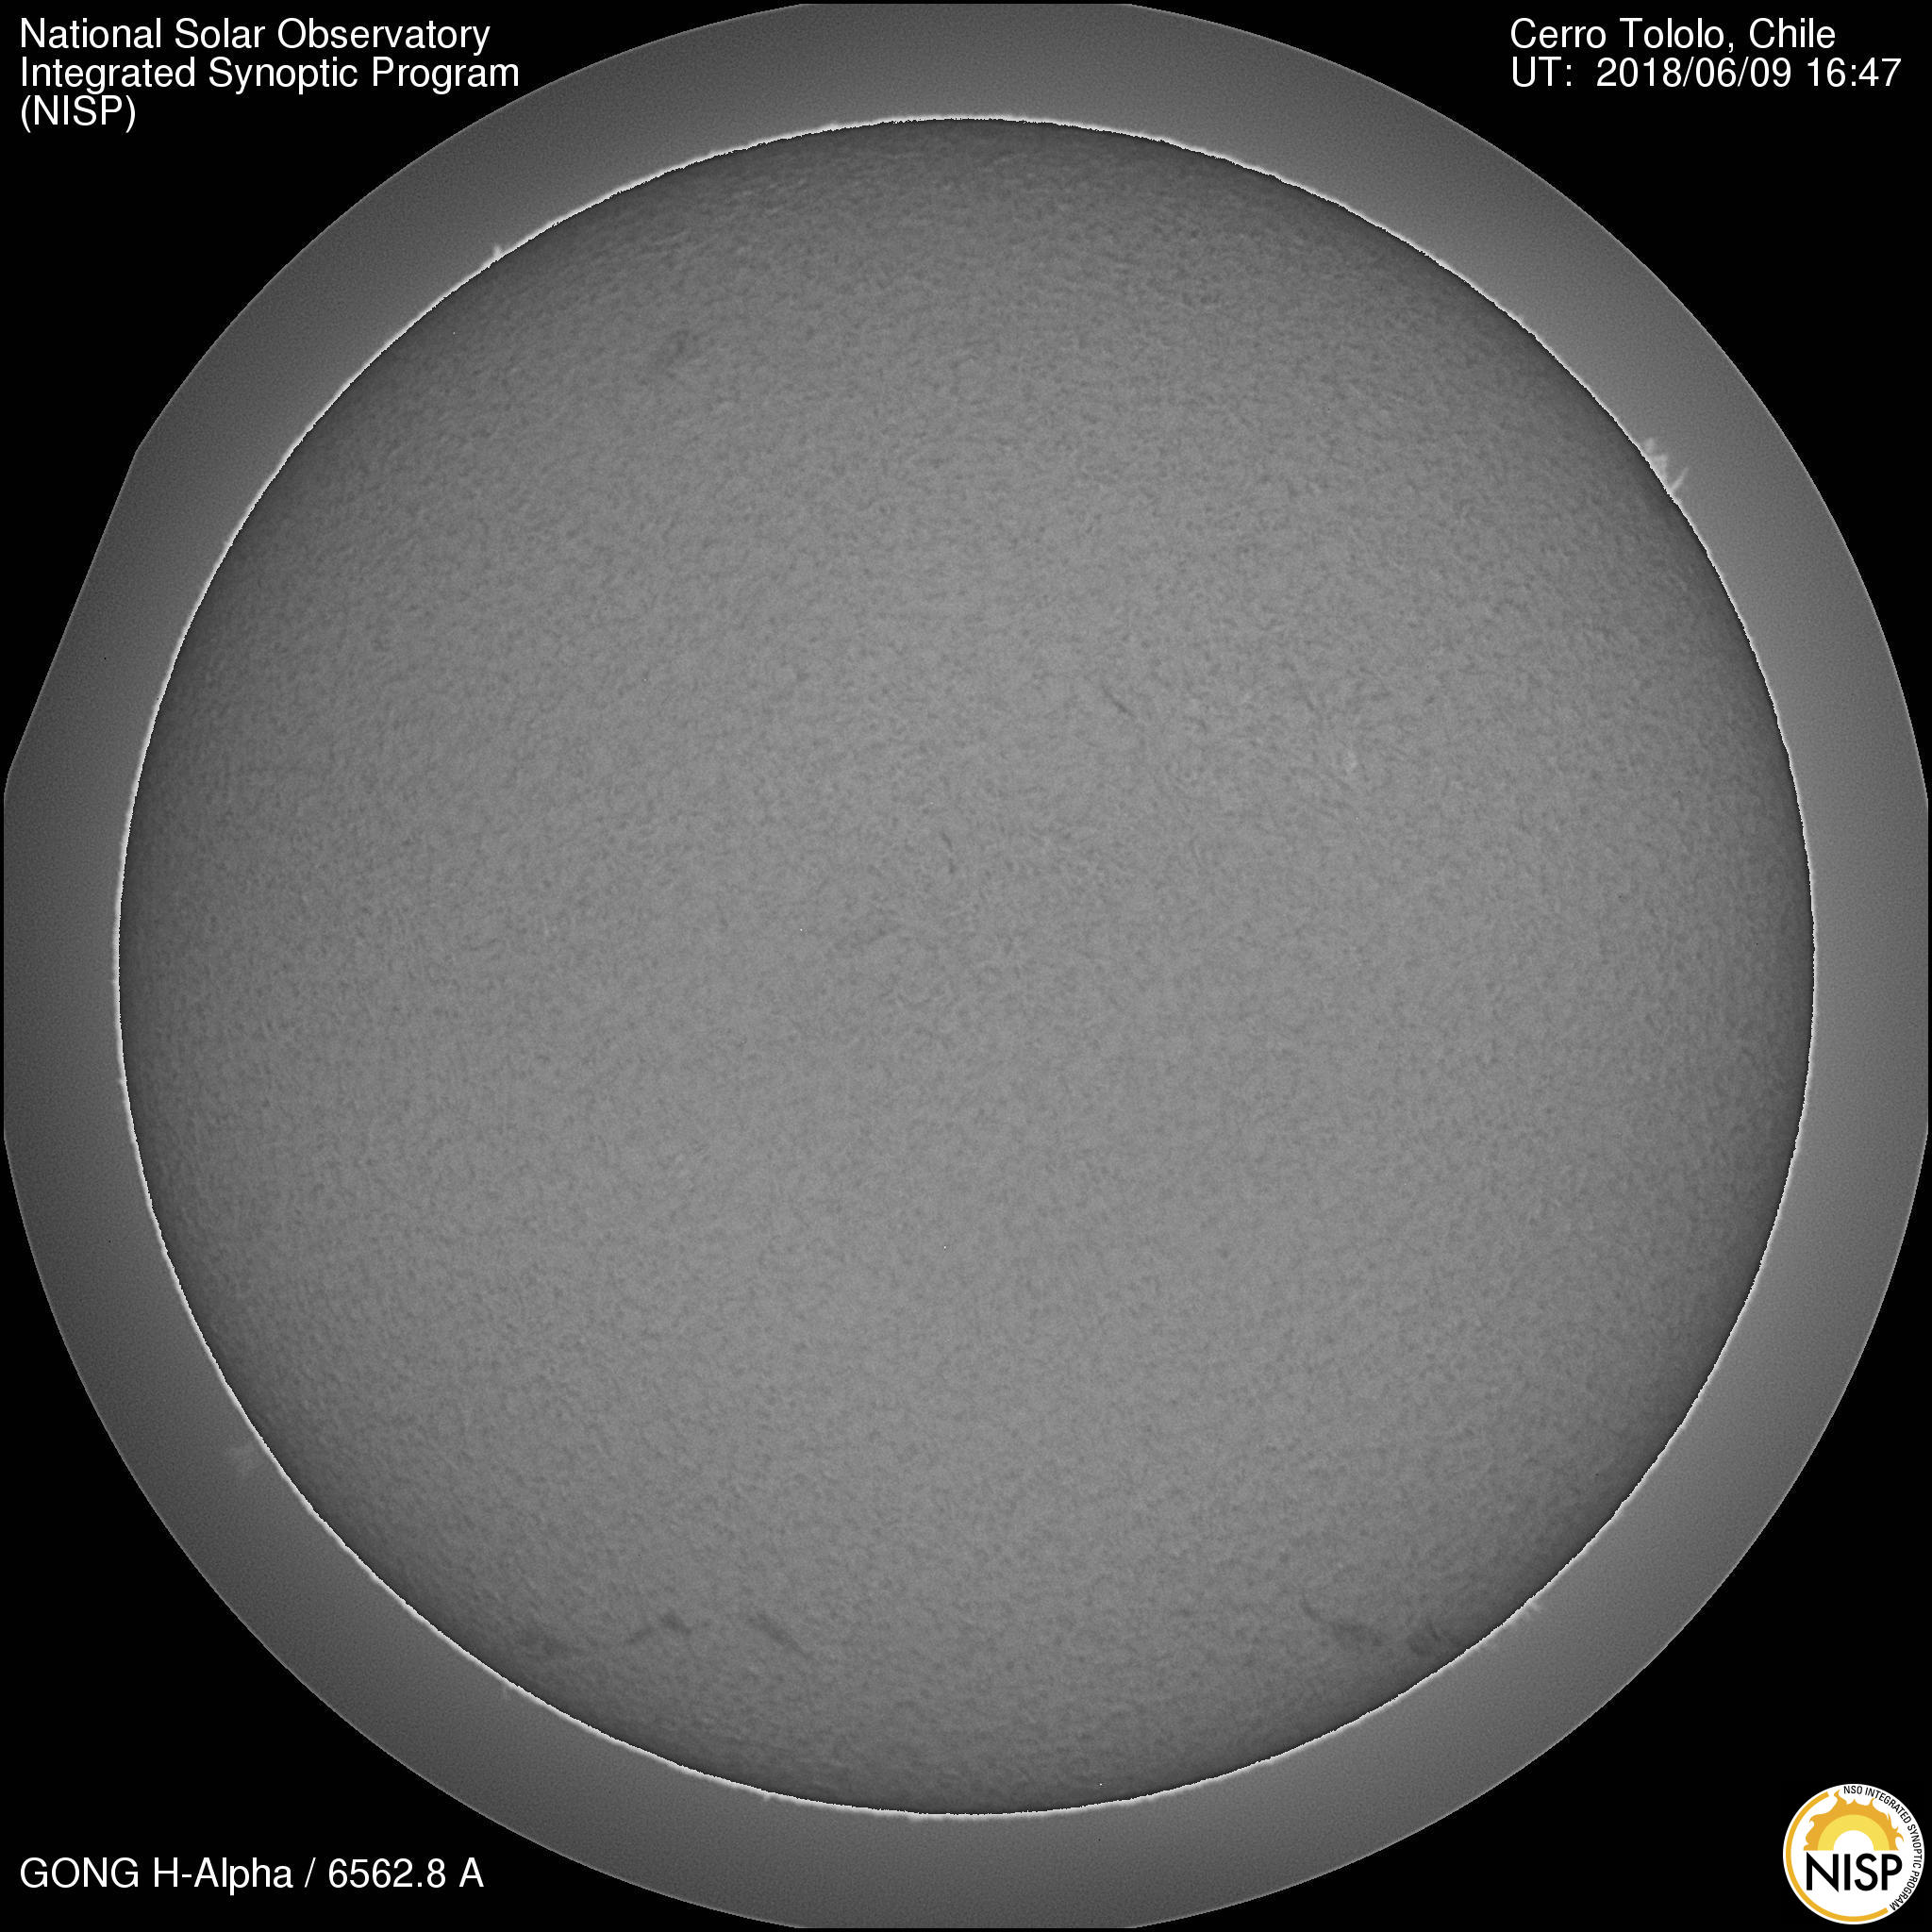 National Solar Observatory
Integrated Synoptic Program
(NISP)
Cerro Tololo, Chile
UT:  2018/06/09 16:47
GONG H-Alpha / 6562.8 A
NSO INTEGRATED SYNOPTIC PROGRAM
NISP